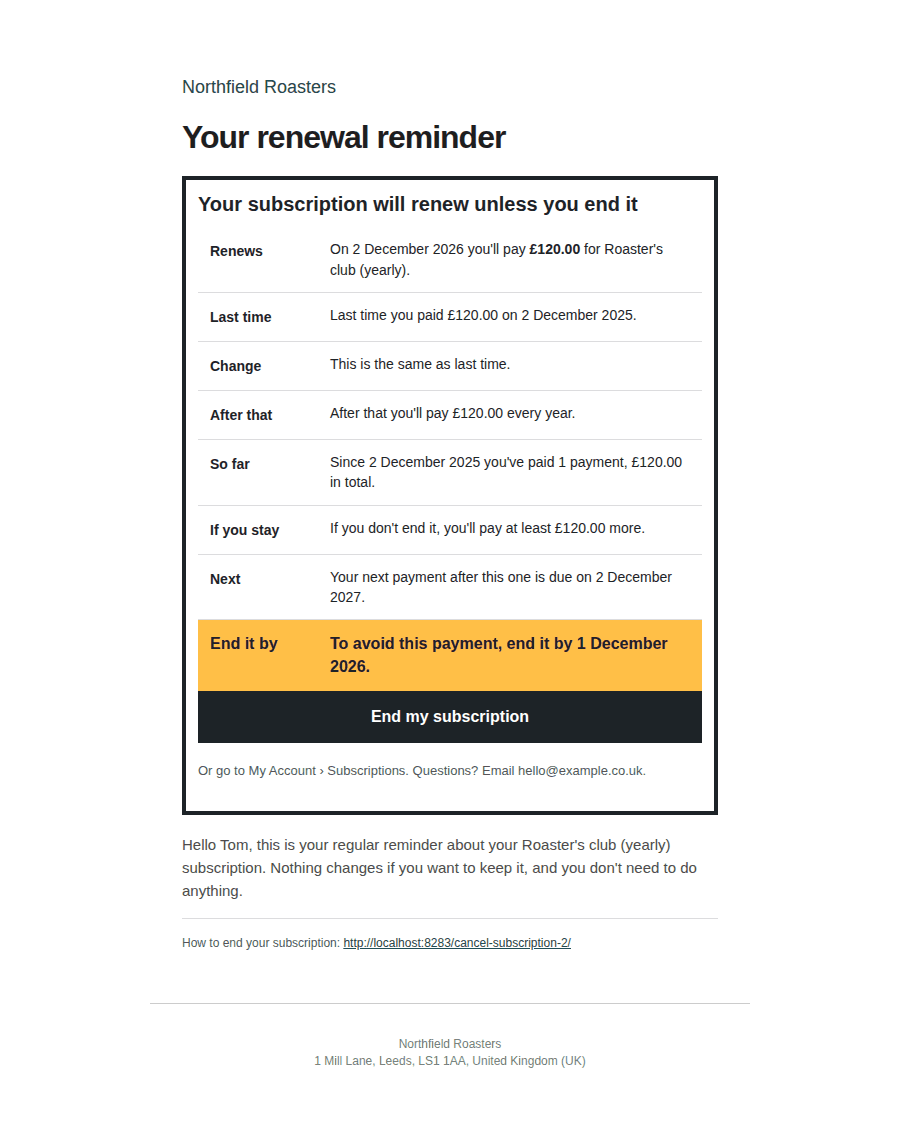 Northfield Roasters
Your renewal reminder
Your subscription will renew unless you end it
Renews
On 2 December 2026 you'll pay £120.00 for Roaster's
club (yearly).
Last time
Last time you paid £120.00 on 2 December 2025.
Change
This is the same as last time.
After that
After that you'll pay £120.00 every year.
So far
Since 2 December 2025 you've paid 1 payment, £120.00
in total.
If you stay
If you don't end it, you'll pay at least £120.00 more.
Next
Your next payment after this one is due on 2 December
2027.
End it by
To avoid this payment, end it by 1 December
2026.
End my subscription
Or go to My Account › Subscriptions. Questions? Email hello@example.co.uk.
Hello Tom, this is your regular reminder about your Roaster's club (yearly)
subscription. Nothing changes if you want to keep it, and you don't need to do
anything.
How to end your subscription: http://localhost:8283/cancel-subscription-2/
Northfield Roasters
1 Mill Lane, Leeds, LS1 1AA, United Kingdom (UK)